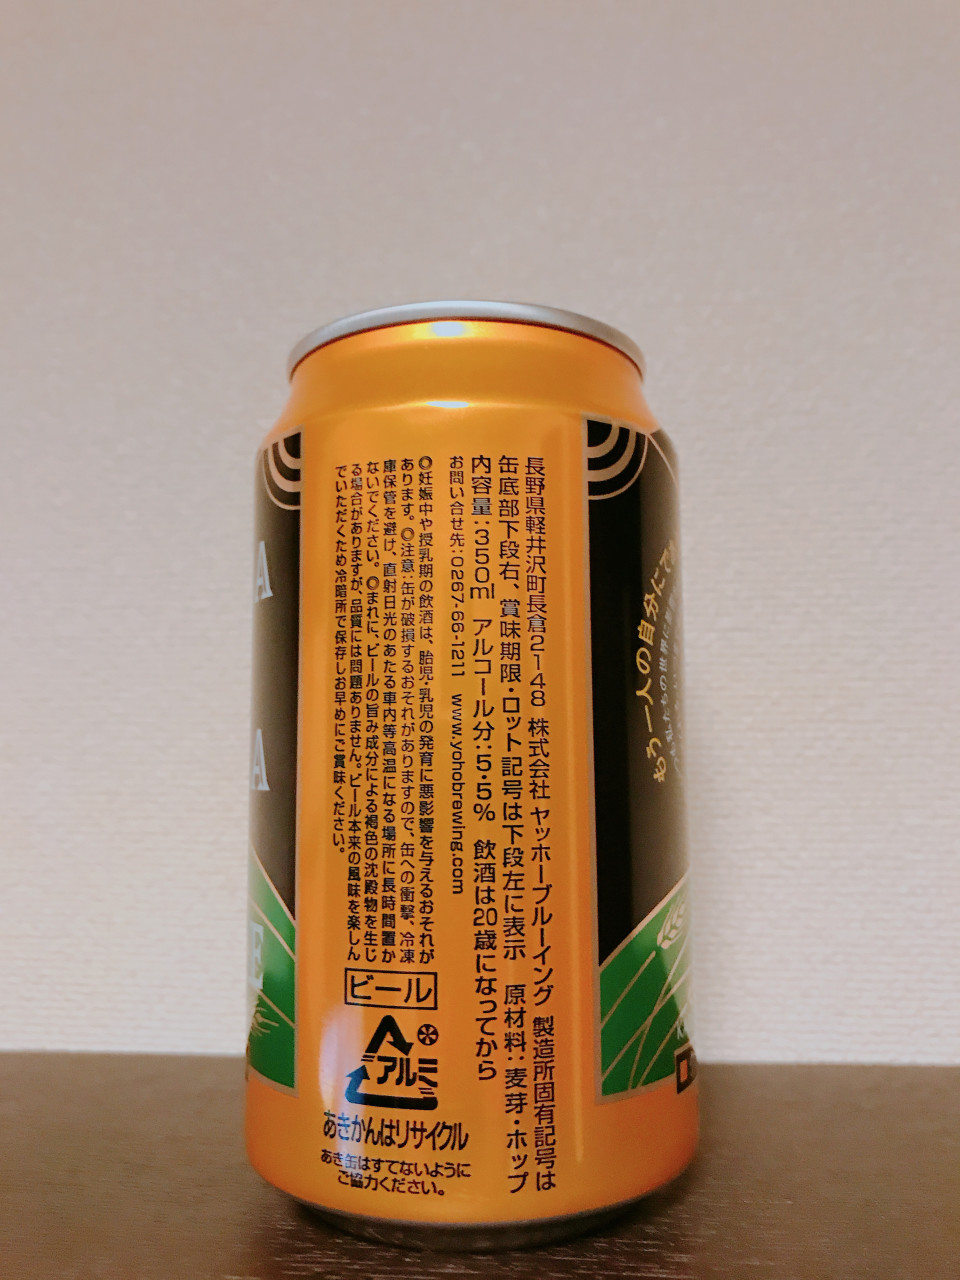 長野県軽井沢町長倉2148 株式会社 ヤッホーブルーイング 製造所固有記号は
缶底部下段右、賞味期限・ロット記号は下段左に表示 原材料:麦芽・ホップ
内容量:350ml アルコール分:5.5% 飲酒は20歳になってから
お問い合せ先:0267-66-1211 www.yohobrewing.com
◎妊娠中や授乳期の飲酒は、胎児・乳児の発育に悪影響を与えるおそれが
あります。◎注意:缶が破損するおそれがありますので、缶への衝撃、冷凍
庫保管を避け、直射日光のあたる車内等高温になる場所に長時間置か
ないでください。◎まれに、ビールの旨み成分による褐色の沈殿物を生じ
る場合がありますが、品質には問題ありません。ビール本来の風味を楽しん
でいただくため冷暗所で保存しお早めにご賞味ください。
ビール
アルミ
あきかんはリサイクル
あき缶はすてないように
ご協力ください。
もう一人の自分にで
私たちの世界に
A
A
E